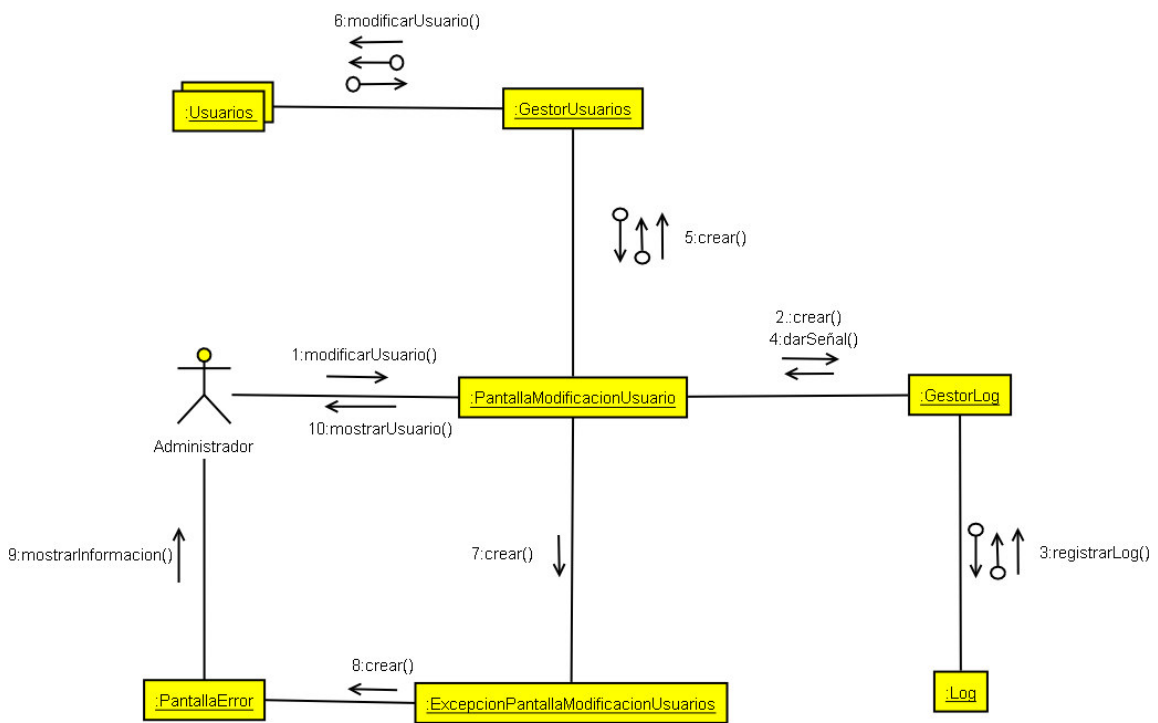 6:modificarUsuario()
:Usuarios
:GestorUsuarios
5:crear()
2.:crear()
4:darSeñal()
1:modificarUsuario()
:PantallaModificacionUsuario
:GestorLog
10:mostrarUsuario()
Administrador
9:mostrarInformacion()
7:crear()
3:registrarLog()
8:crear()
:PantallaError
:ExcepcionPantallaModificacionUsuarios
:Log